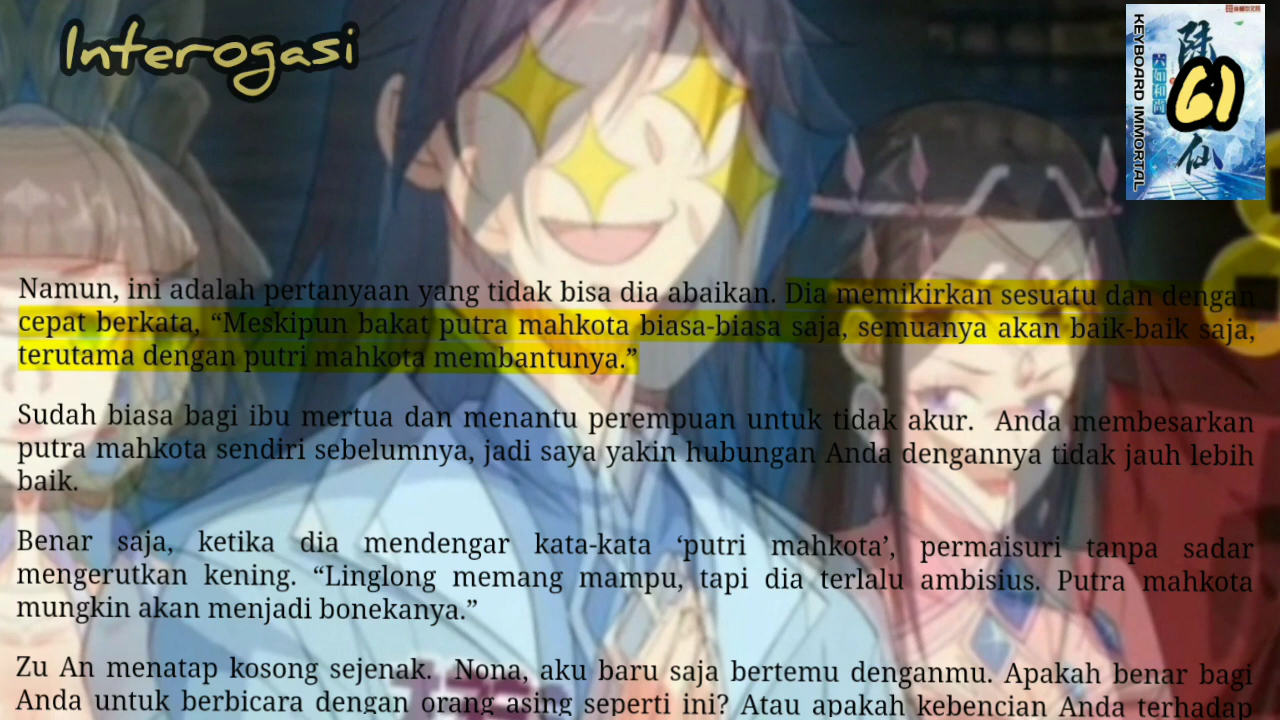 Interogasi
KEYBOARD IMMORTAL
陆
61
仙
Namun, ini adalah pertanyaan yang tidak bisa dia abaikan. Dia memikirkan sesuatu dan dengan
cepat berkata, “Meskipun bakat putra mahkota biasa-biasa saja, semuanya akan baik-baik saja,
terutama dengan putri mahkota membantunya.”
Sudah biasa bagi ibu mertua dan menantu perempuan untuk tidak akur.  Anda membesarkan
putra mahkota sendiri sebelumnya, jadi saya yakin hubungan Anda dengannya tidak jauh lebih
baik.
Benar saja, ketika dia mendengar kata-kata ‘putri mahkota’, permaisuri tanpa sadar
mengerutkan kening. “Linglong memang mampu, tapi dia terlalu ambisius. Putra mahkota
mungkin akan menjadi bonekanya.”
Zu An menatap kosong sejenak.  Nona, aku baru saja bertemu denganmu. Apakah benar bagi
Anda untuk berbicara dengan orang asing seperti ini? Atau apakah kebencian Anda terhadap